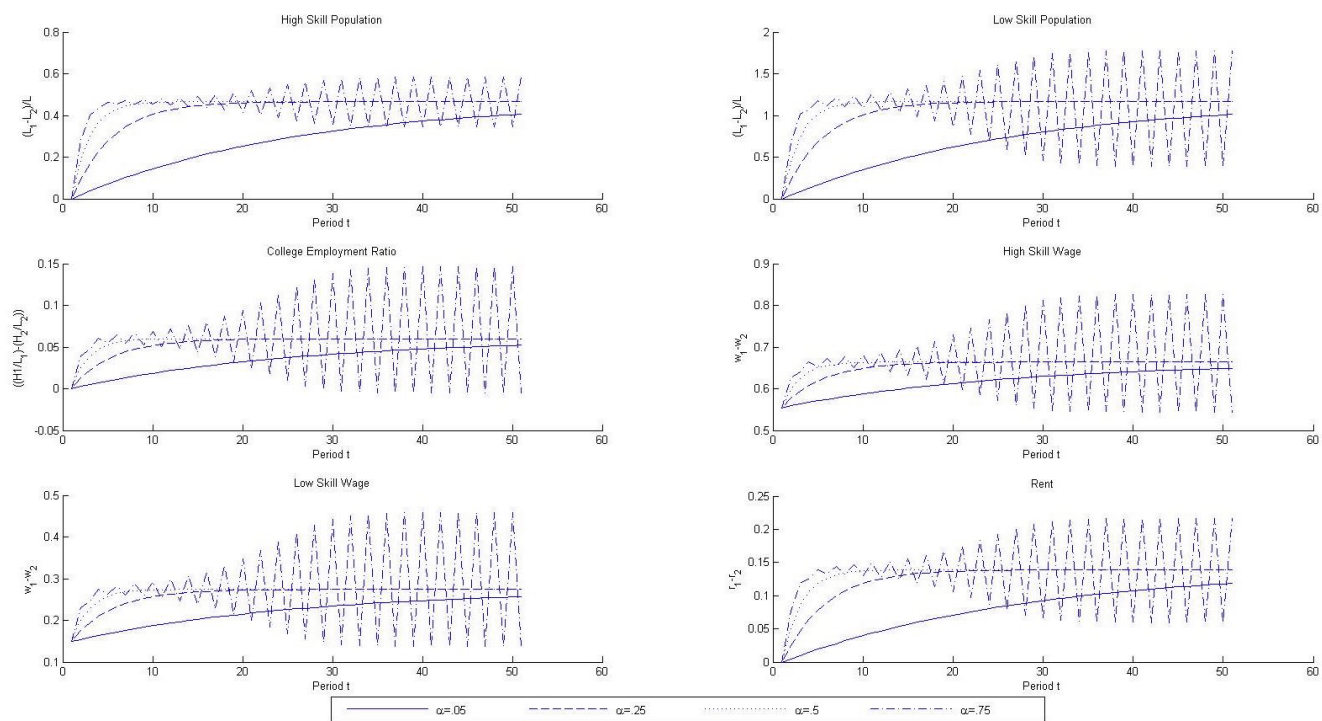 High Skill Population
(L1-L2)/L
0.8
0.6
0.4
0.2
0
0 10 20 30 40 50 60
Period t
Low Skill Population
(L1-L2)/L
2
1.5
1
0.5
0
0 10 20 30 40 50 60
Period t
College Employment Ratio
((H1/L1)-(H2/L2))
0.15
0.1
0.05
0
-0.05
0 10 20 30 40 50 60
Period t
High Skill Wage
w1-w2
0.9
0.8
0.7
0.6
0.5
0 10 20 30 40 50 60
Period t
Low Skill Wage
w1-w2
0.5
0.4
0.3
0.2
0.1
0 10 20 30 40 50 60
Period t
Rent
r1-r2
0.25
0.2
0.15
0.1
0.05
0
0 10 20 30 40 50 60
Period t
α=.05 α=.25 α=.5 α=.75